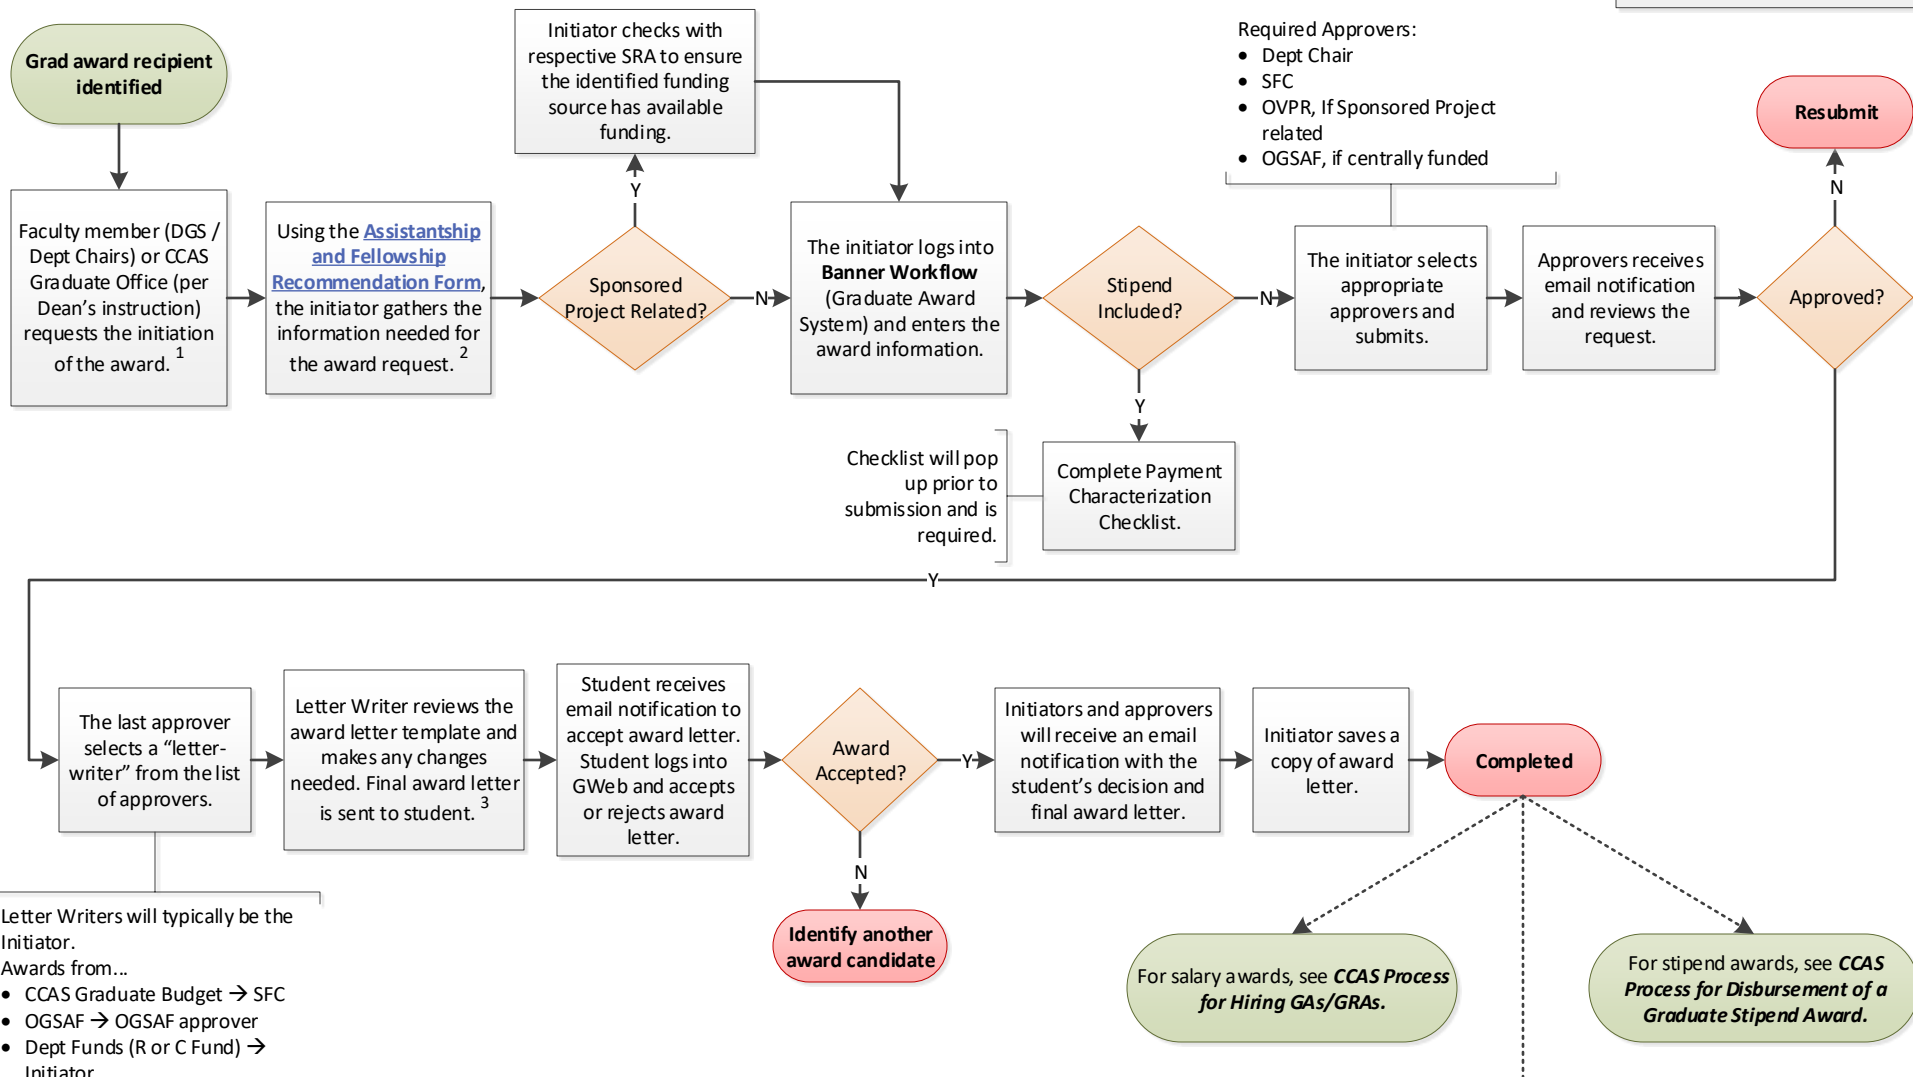 Grad award recipient
identified
Initiator checks with
respective SRA to ensure
the identified funding
source has available
funding.
Required Approvers:
• Dept Chair
• SFC
• OVPR, If Sponsored Project
related
• OGSAF, if centrally funded
Resubmit
Y
N
Faculty member (DGS /
Dept Chairs) or CCAS
Graduate Office (per
Dean's instruction)
requests the initiation
of the award. 1
Using the Assistantship
and Fellowship
Recommendation Form,
the initiator gathers the
information needed for
the award request. 2
Sponsored
Project Related?
N
The initiator logs into
Banner Workflow
(Graduate Award
System) and enters the
award information.
Stipend
Included?
N
The initiator selects
appropriate
approvers and
submits.
Approvers receives
email notification
and reviews the
request.
Approved?
Y
Checklist will pop
up prior to
submission and is
required.
Complete Payment
Characterization
Checklist.
Y
The last approver
selects a “letter-
writer” from the list
of approvers.
Letter Writer reviews the
award letter template and
makes any changes
needed. Final award letter
is sent to student. 3
Student receives
email notification to
accept award letter.
Student logs into
GWeb and accepts
or rejects award
letter.
Award
Accepted?
Y
Initiators and approvers
will receive an email
notification with the
student's decision and
final award letter.
Initiator saves a
copy of award
letter.
Completed
N
Identify another
award candidate
Letter Writers will typically be the
Initiator.
Awards from...
• CCAS Graduate Budget → SFC
• OGSAF → OGSAF approver
• Dept Funds (R or C Fund) →
Initiator
For salary awards, see CCAS Process
for Hiring GAs/GRAs.
For stipend awards, see CCAS
Process for Disbursement of a
Graduate Stipend Award.